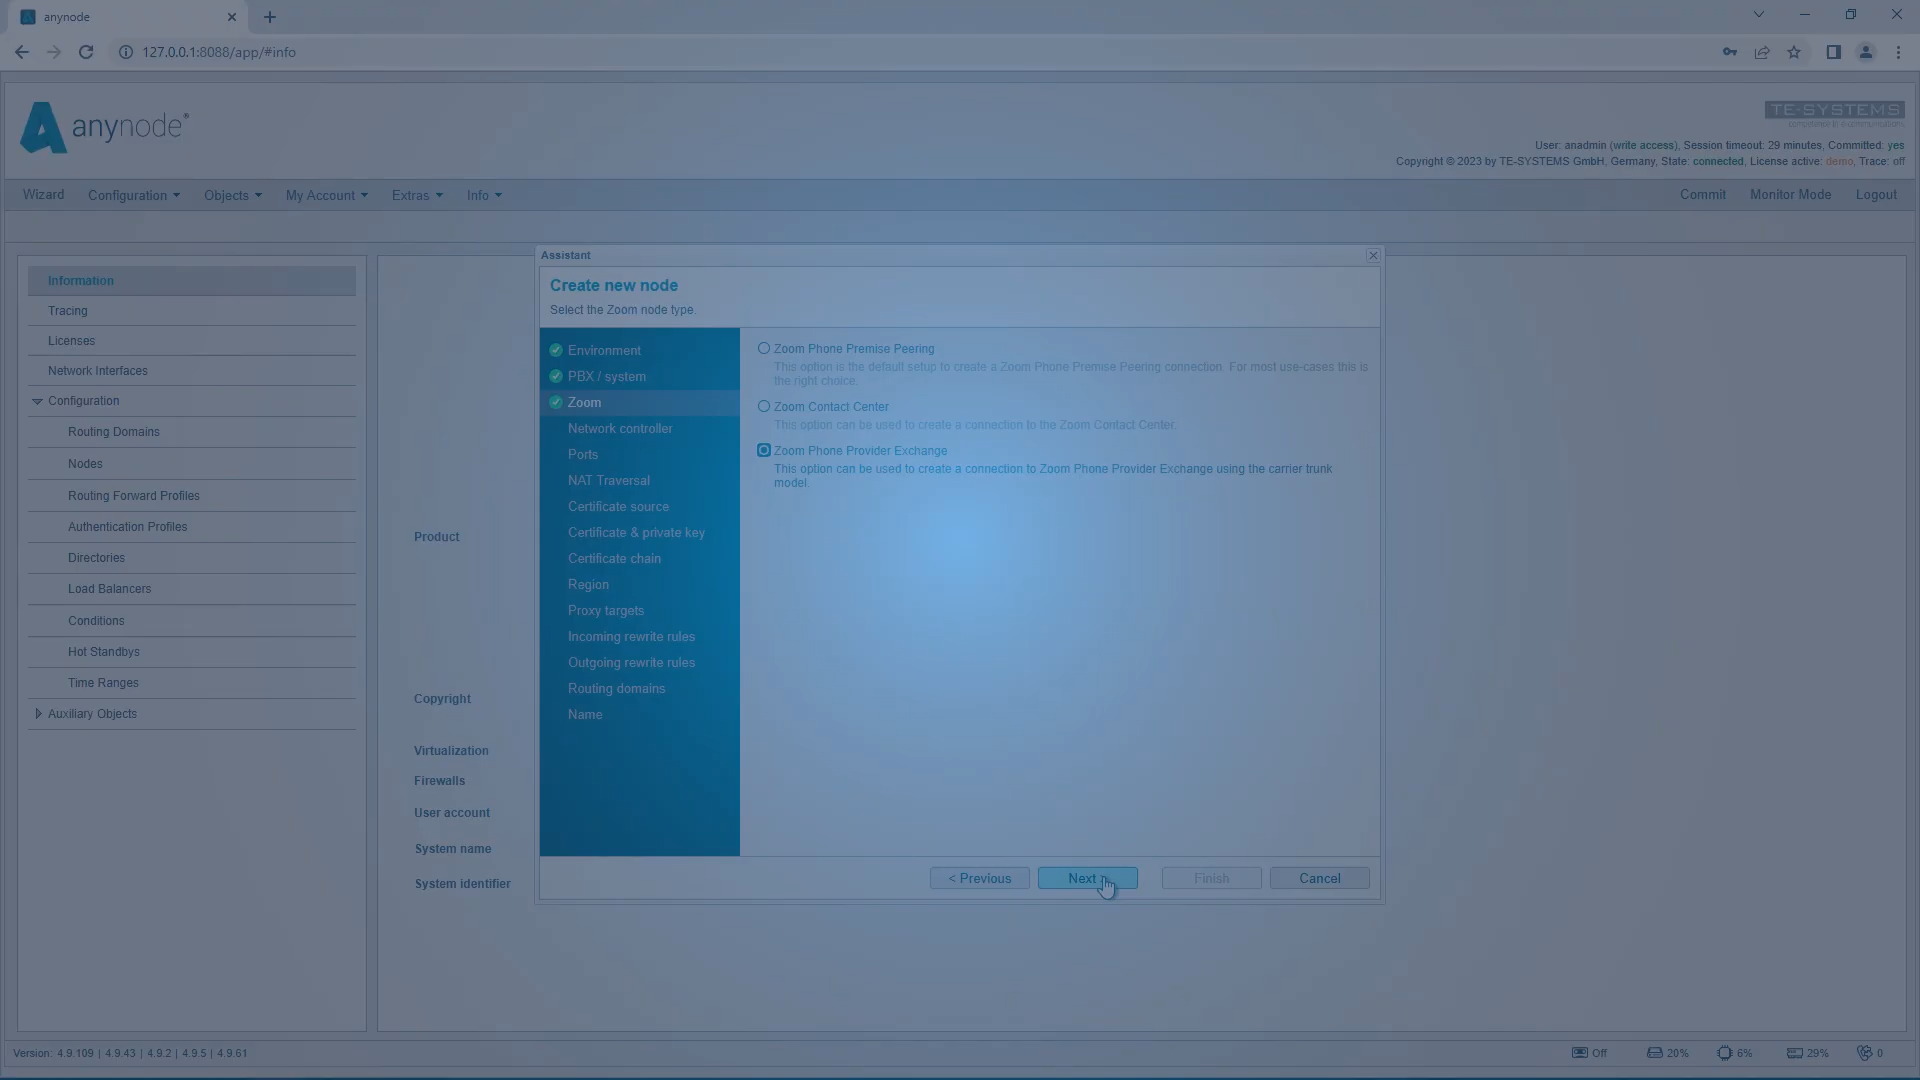 anynode
127.0.0.1:8088/app/#info
anynode®
TE-SYSTEMS
competence in e-communications
User: anadmin (write access), Session timeout: 29 minutes, Committed: yes
Copyright © 2023 by TE-SYSTEMS GmbH, Germany, State: connected, License active: demo, Trace: off
Wizard Configuration Objects My Account Extras Info Commit Monitor Mode Logout
Information
Tracing
Licenses
Network Interfaces
Configuration
Routing Domains
Nodes
Routing Forward Profiles
Authentication Profiles
Directories
Load Balancers
Conditions
Hot Standbys
Time Ranges
Auxiliary Objects
Product
Copyright
Virtualization
Firewalls
User account
System name
System identifier
Assistant
Create new node
Select the Zoom node type.
Environment
PBX / system
Zoom
Network controller
Ports
NAT Traversal
Certificate source
Certificate & private key
Certificate chain
Region
Proxy targets
Incoming rewrite rules
Outgoing rewrite rules
Routing domains
Name
Zoom Phone Premise Peering
This option is the default setup to create a Zoom Phone Premise Peering connection. For most use-cases this is
the right choice.
Zoom Contact Center
This option can be used to create a connection to the Zoom Contact Center.
Zoom Phone Provider Exchange
This option can be used to create a connection to Zoom Phone Provider Exchange using the carrier trunk
model.
< Previous Next > Finish Cancel
Version: 4.9.109 | 4.9.43 | 4.9.2 | 4.9.5 | 4.9.61
Off 20% 6% 29% 0